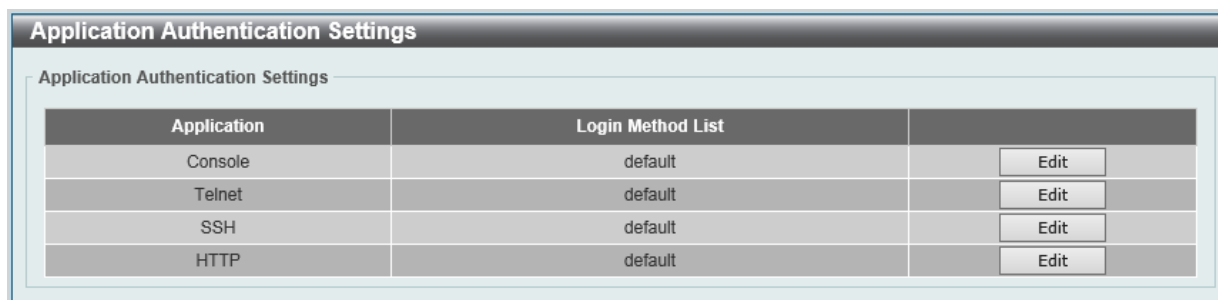 Application Authentication Settings
Application Authentication Settings
Application Login Method List
Console default Edit
Telnet default Edit
SSH default Edit
HTTP default Edit